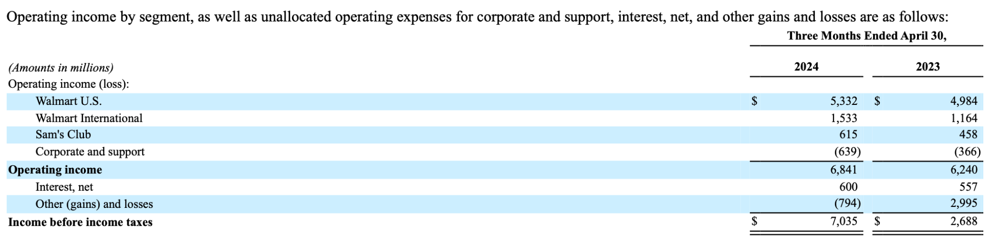 Operating income by segment, as well as unallocated operating expenses for corporate and support, interest, net, and other gains and losses are as follows:
Three Months Ended April 30,
(Amounts in millions) 2024 2023
Operating income (loss):
Walmart U.S. $ 5,332 $ 4,984
Walmart International 1,533 1,164
Sam's Club 615 458
Corporate and support (639) (366)
Operating income 6,841 6,240
Interest, net 600 557
Other (gains) and losses (794) 2,995
Income before income taxes $ 7,035 $ 2,688